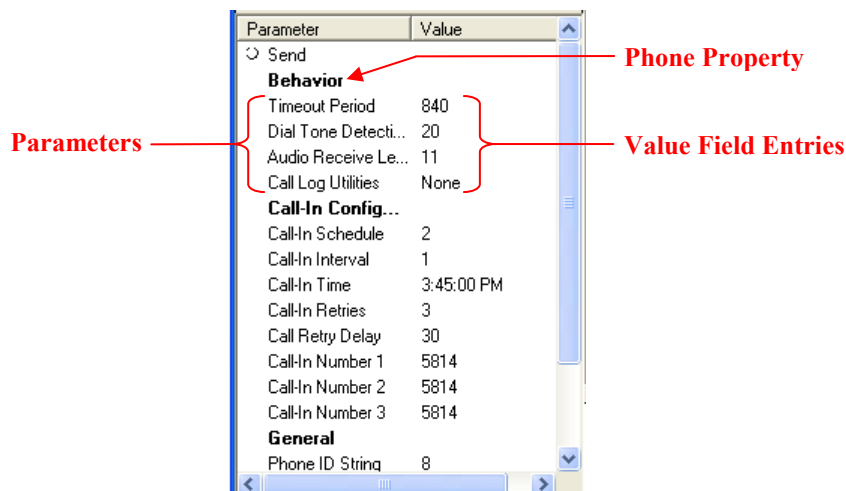 Parameter Value
Send
Behavior
Phone Property
Timeout Period 840
Dial Tone Detecti... 20
Parameters
Value Field Entries
Audio Receive Le... 11
Call Log Utilities None
Call-In Config...
Call-In Schedule 2
Call-In Interval 1
Call-In Time 3:45:00 PM
Call-In Retries 3
Call Retry Delay 30
Call-In Number 1 5814
Call-In Number 2 5814
Call-In Number 3 5814
General
Phone ID String 8